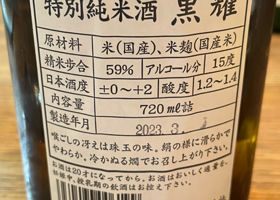 特別純米酒 黒耀
原材料 米(国産)、米麹(国産米)
精米歩合 59% アルコール分 15度
日本酒度 ±0~+2 酸度 1.2~1.4
内容量 720ml詰
製造年月 2023.3.
喉ごしの冴えは珠玉の味。絹の様に滑らかで
やわらか。冷かぬる燗でお召し上がり下さい。
お酒は20才になってから。お酒はおいしく適量を。
妊娠中、授乳期の飲酒はお控え下さい。